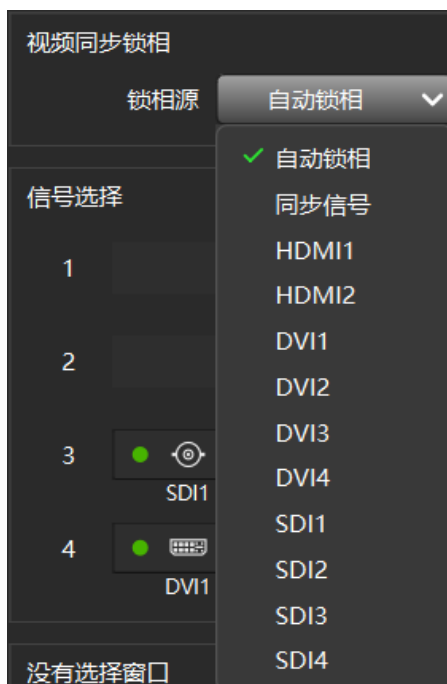 视频同步锁相
锁相源 自动锁相
自动锁相
同步信号
HDMI1
HDMI2
DVI1
DVI2
DVI3
DVI4
SDI1
SDI2
SDI3
SDI4
信号选择
1
2
3
SDI1
4
DVI1
没有选择窗口